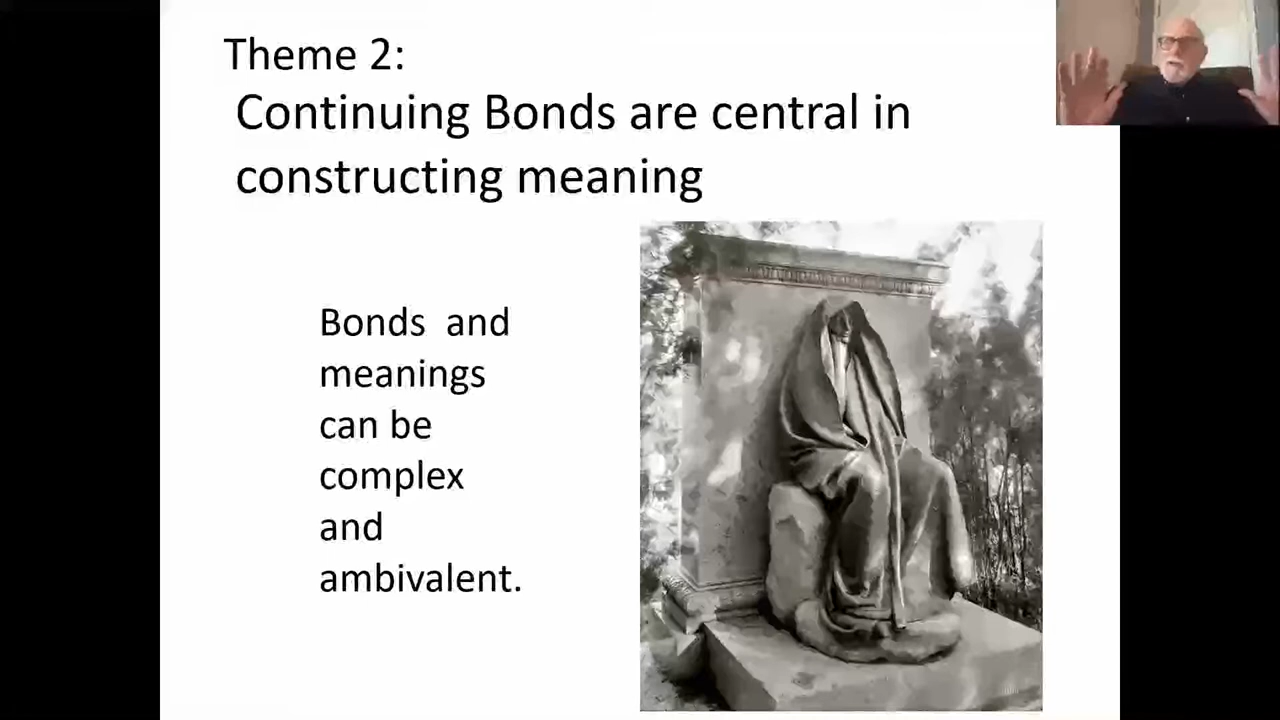 Theme 2:
Continuing Bonds are central in
constructing meaning
Bonds and
meanings
can be
complex
and
ambivalent.